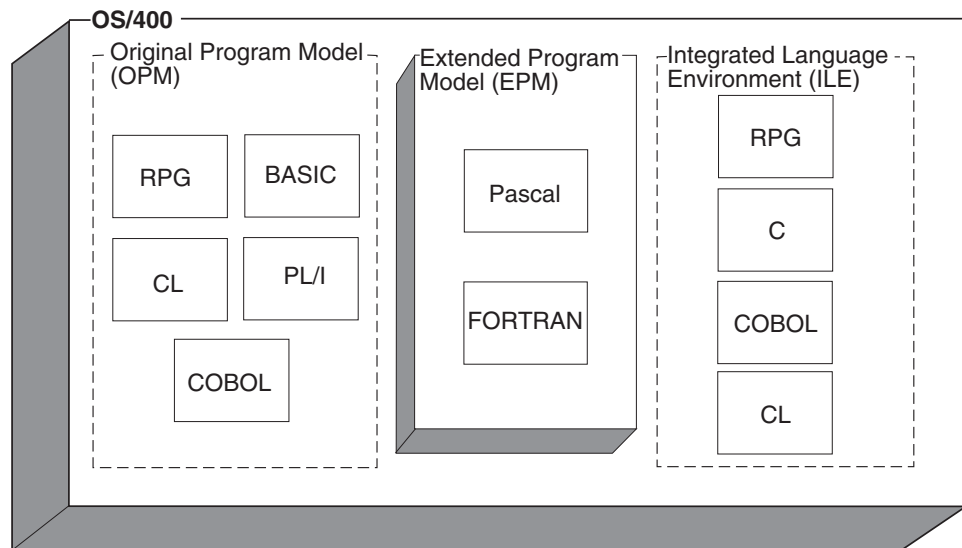 OS/400
Original Program Model
(OPM)
RPG
BASIC
CL
PL/I
COBOL
Extended Program
Model (EPM)
Pascal
FORTRAN
Integrated Language
Environment (ILE)
RPG
C
COBOL
CL